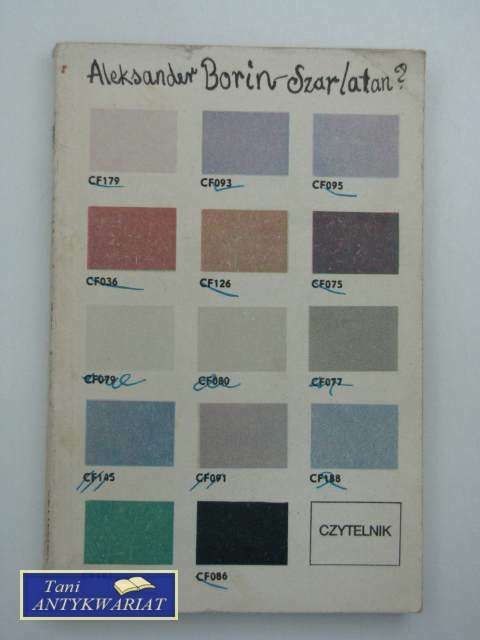 Aleksander Borin-Szarlatan?
CF179 CF093 CF095
CF036 CF126 CF075
CF079 CF080 CF077
CF145 CF091 CF188
CZYTELNIK
CF086
Tani
ANTYKWARIAT